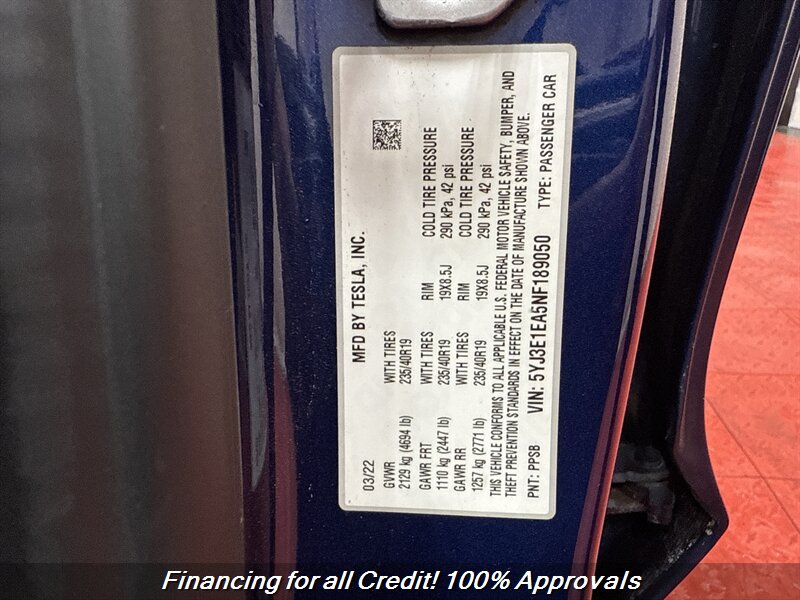 MFD BY TESLA, INC.
03/22
GVWR WITH TIRES RIM COLD TIRE PRESSURE
2129 kg (4694 lb) 235/40R19 19X8.5J 290 kPa, 42 psi
GAWR FRT WITH TIRES RIM COLD TIRE PRESSURE
1110 kg (2447 lb) 235/40R19 19X8.5J 290 kPa, 42 psi
GAWR RR
1257 kg (2771 lb)
THIS VEHICLE CONFORMS TO ALL APPLICABLE U.S. FEDERAL MOTOR VEHICLE SAFETY, BUMPER, AND
THEFT PREVENTION STANDARDS IN EFFECT ON THE DATE OF MANUFACTURE SHOWN ABOVE.
PNT: PPSB VIN: 5YJ3E1EA5NF189050 TYPE: PASSENGER CAR
Financing for all Credit! 100% Approvals